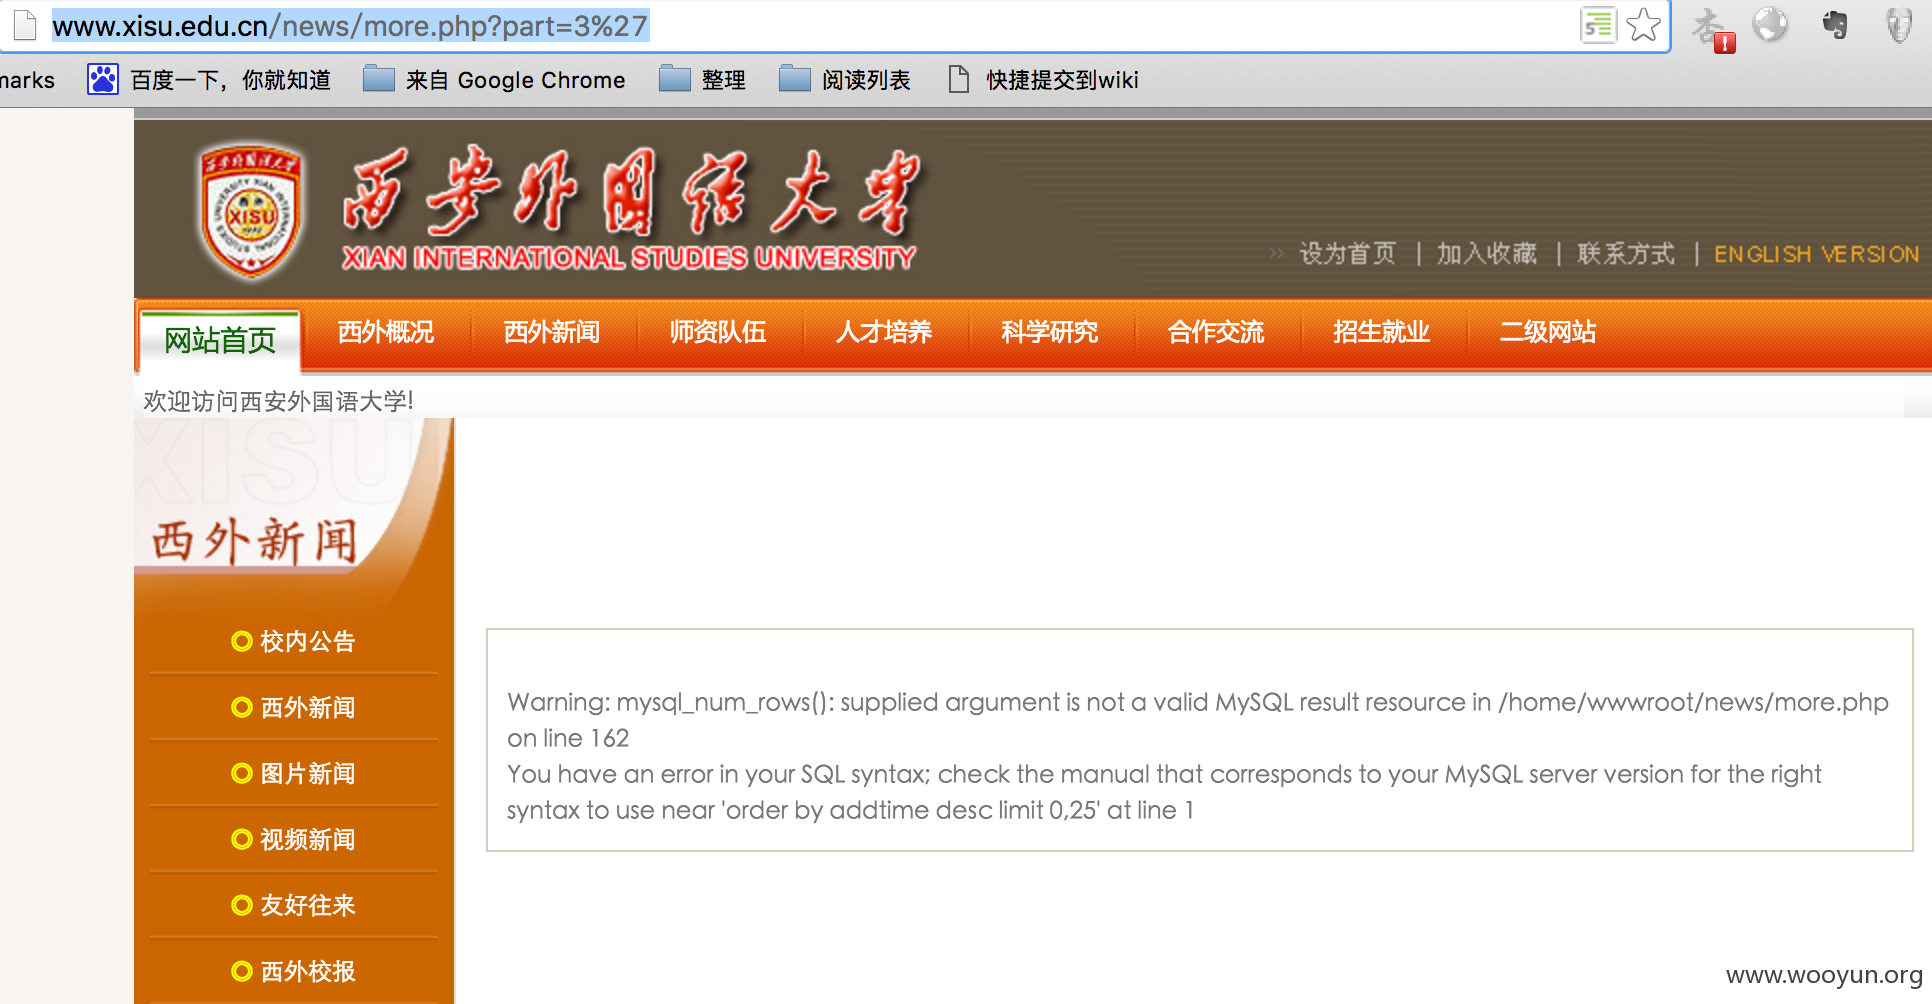 www.xisu.edu.cn/news/more.php?part=3%27
marks 百度一下，你就知道 来自 Google Chrome 整理 阅读列表 快捷提交到wiki
西安外国语大学
XISU
西安外国语大学
XIAN INTERNATIONAL STUDIES UNIVERSITY
设为首页 | 加入收藏 | 联系方式 | ENGLISH VERSION
网站首页 西外概况 西外新闻 师资队伍 人才培养 科学研究 合作交流 招生就业 二级网站
欢迎访问西安外国语大学!
XISU
西外新闻
校内公告
西外新闻
图片新闻
视频新闻
友好往来
西外校报
Warning: mysql_num_rows(): supplied argument is not a valid MySQL result resource in /home/wwwroot/news/more.php
on line 162
You have an error in your SQL syntax; check the manual that corresponds to your MySQL server version for the right
syntax to use near 'order by addtime desc limit 0,25' at line 1
www.wooyun.org